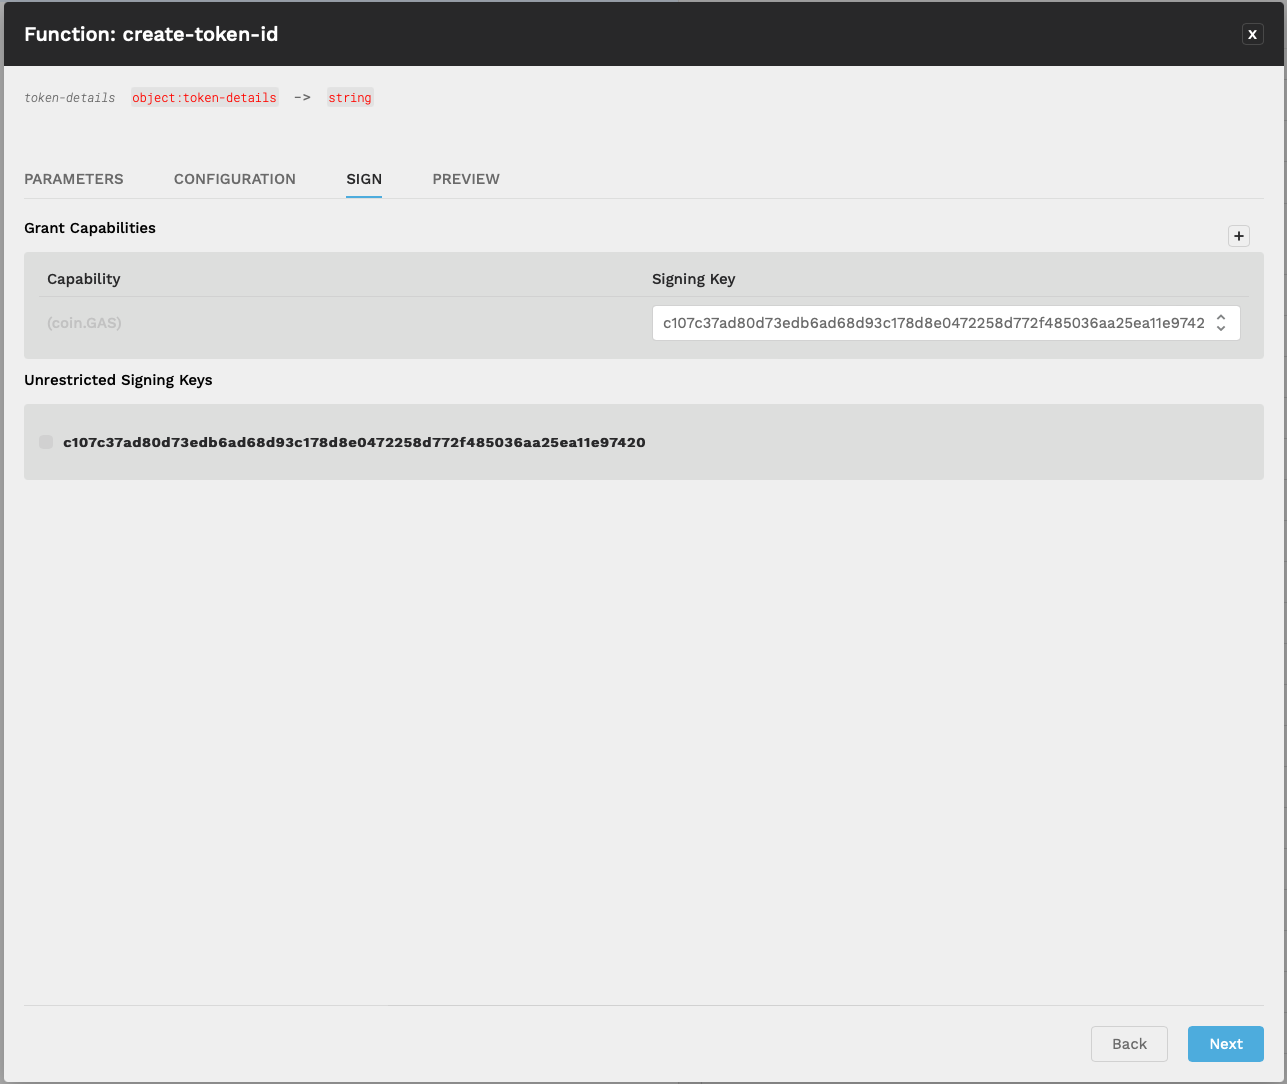 Function: create-token-id
X
token-details object:token-details -> string
PARAMETERS CONFIGURATION SIGN PREVIEW
Grant Capabilities
+
Capability Signing Key
(coin.GAS) c107c37ad80d73edb6ad68d93c178d8e0472258d772f485036aa25ea11e9742
Unrestricted Signing Keys
c107c37ad80d73edb6ad68d93c178d8e0472258d772f485036aa25ea11e97420
Back Next